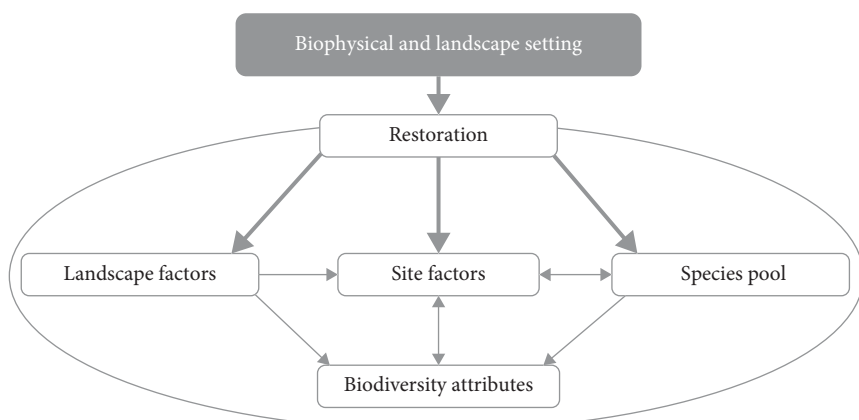 Biophysical and landscape setting
Restoration
Landscape factors
Site factors
Species pool
Biodiversity attributes